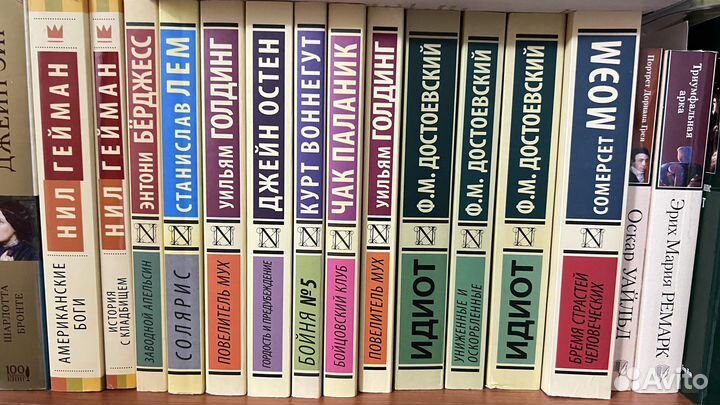 ДЖЕЙН ЭЙР
ШАРЛОТТА
БРОНТЕ
100
НИЛ ГЕЙМАН
АМЕРИКАНСКИЕ
БОГИ
НИЛ ГЕЙМАН
ИСТОРИЯ
С КЛАДБИЩЕМ
ЭНТОНИ БЁРДЖЕСС
ЗАВОДНОЙ АПЕЛЬСИН
СТАНИСЛАВ ЛЕМ
СОЛЯРИС
УИЛЬЯМ ГОЛДИНГ
ПОВЕЛИТЕЛЬ МУХ
ДЖЕЙН ОСТЕН
ГОРДОСТЬ И ПРЕДУБЕЖДЕНИЕ
КУРТ ВОННЕГУТ
БОЙНЯ №5
ЧАК ПАЛАНИК
БОЙЦОВСКИЙ КЛУБ
УИЛЬЯМ ГОЛДИНГ
ПОВЕЛИТЕЛЬ МУХ
Ф.М. ДОСТОЕВСКИЙ
ИДИОТ
Ф.М. ДОСТОЕВСКИЙ
УНИЖЕННЫЕ И
ОСКОРБЛЕННЫЕ
Ф.М. ДОСТОЕВСКИЙ
ИДИОТ
СОМЕРСЕТ МОЭМ
БРЕМЯ СТРАСТЕЙ
ЧЕЛОВЕЧЕСКИХ
Портрет Дориана Грея
Оскар УАЙЛЬД
Триумфальная
арка
Эрих Мария РЕМАРК
Avito